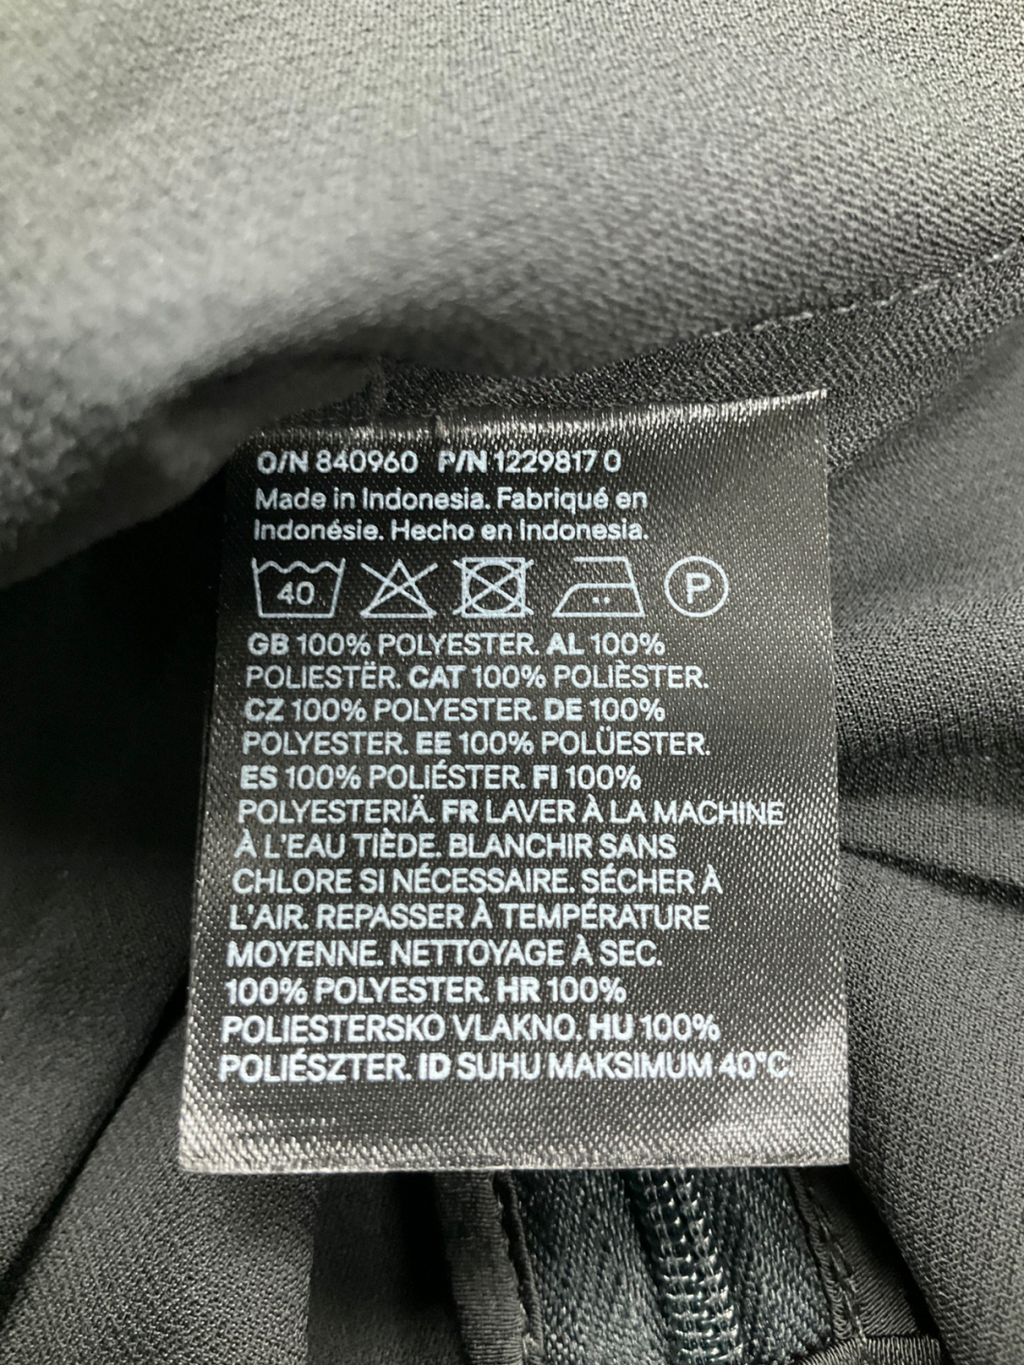 O/N 840960 P/N 1229817 0
Made in Indonesia. Fabriqué en
Indonésie. Hecho en Indonesia.
40 P
GB 100% POLYESTER. AL 100%
POLIESTËR. CAT 100% POLIÈSTER.
CZ 100% POLYESTER. DE 100%
POLYESTER. EE 100% POLÜESTER.
ES 100% POLIÉSTER. FI 100%
POLYESTERIÄ. FR LAVER À LA MACHINE
À L'EAU TIÈDE. BLANCHIR SANS
CHLORE SI NÉCESSAIRE. SÉCHER À
L'AIR. REPASSER À TEMPÉRATURE
MOYENNE. NETTOYAGE À SEC.
100% POLYESTER. HR 100%
POLIESTERSKO VLAKNO. HU 100%
POLIÉSZTER. ID SUHU MAKSIMUM 40°C.